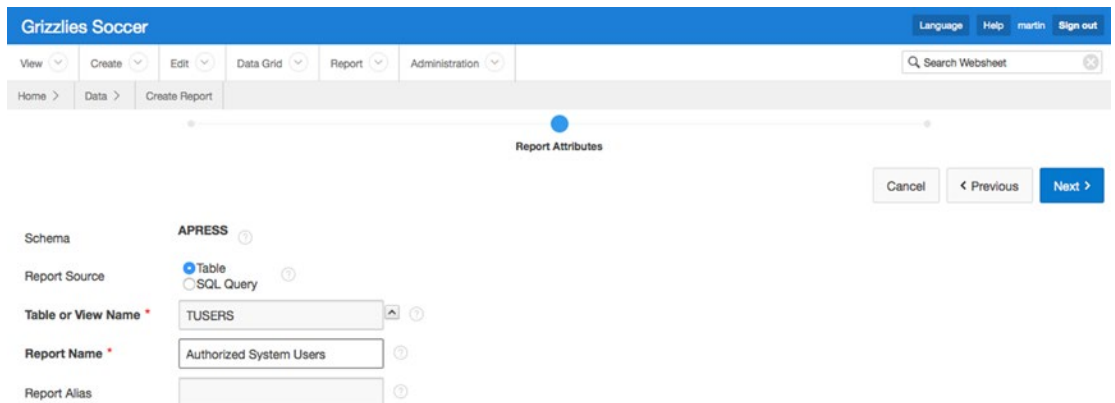 Grizzlies Soccer Language Help martin Sign out
View Create Edit Data Grid Report Administration Search Websheet
Home > Data > Create Report
Report Attributes
Cancel < Previous Next >
Schema APRESS ?
Report Source Table ?
SQL Query
Table or View Name * TUSERS ?
Report Name * Authorized System Users ?
Report Alias ?